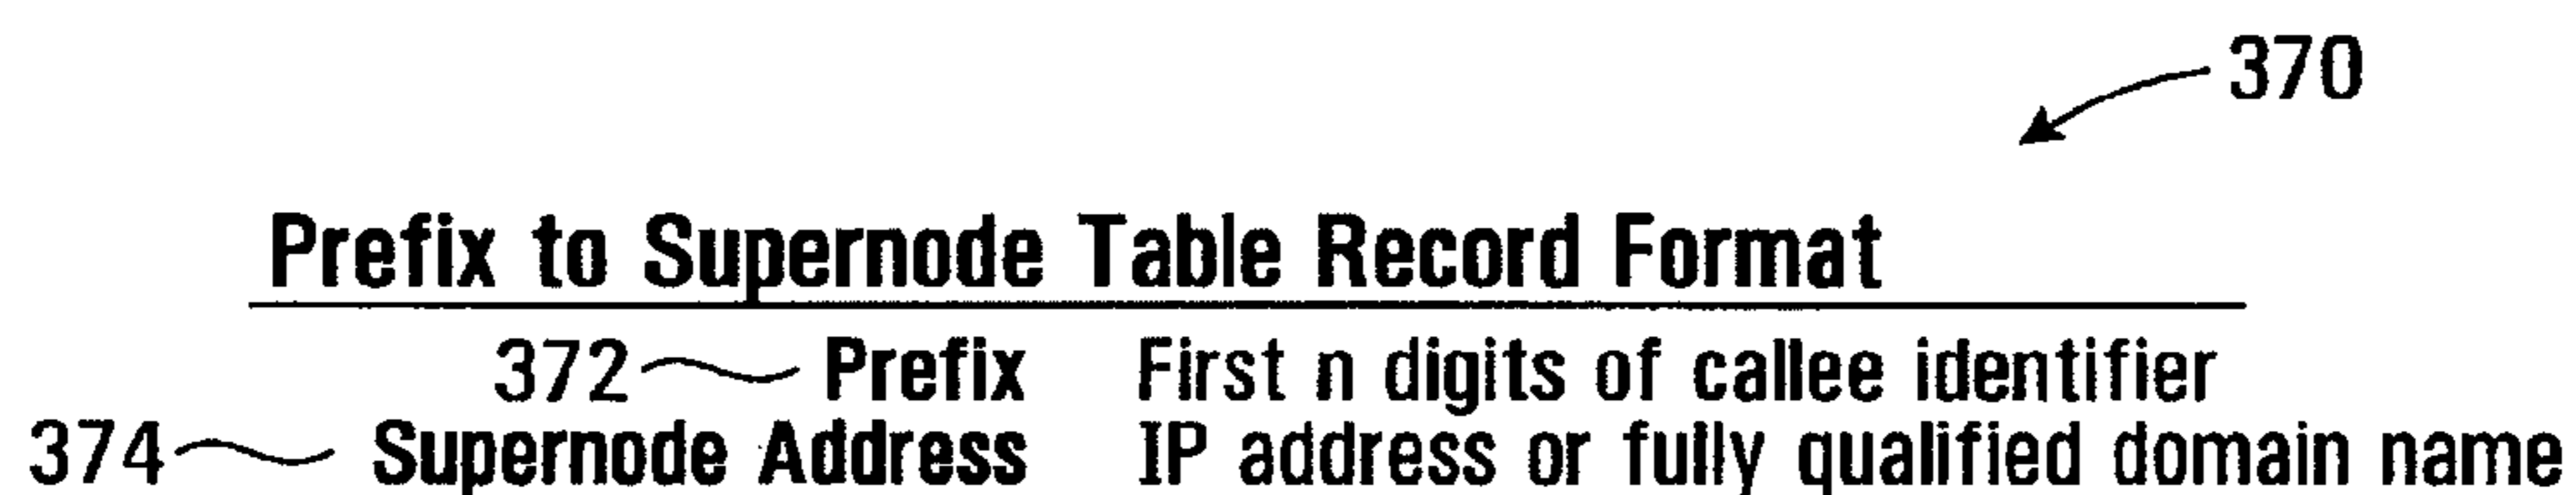 370
Prefix to Supernode Table Record Format
372 Prefix First n digits of callee identifier
374 Supernode Address IP address or fully qualified domain name